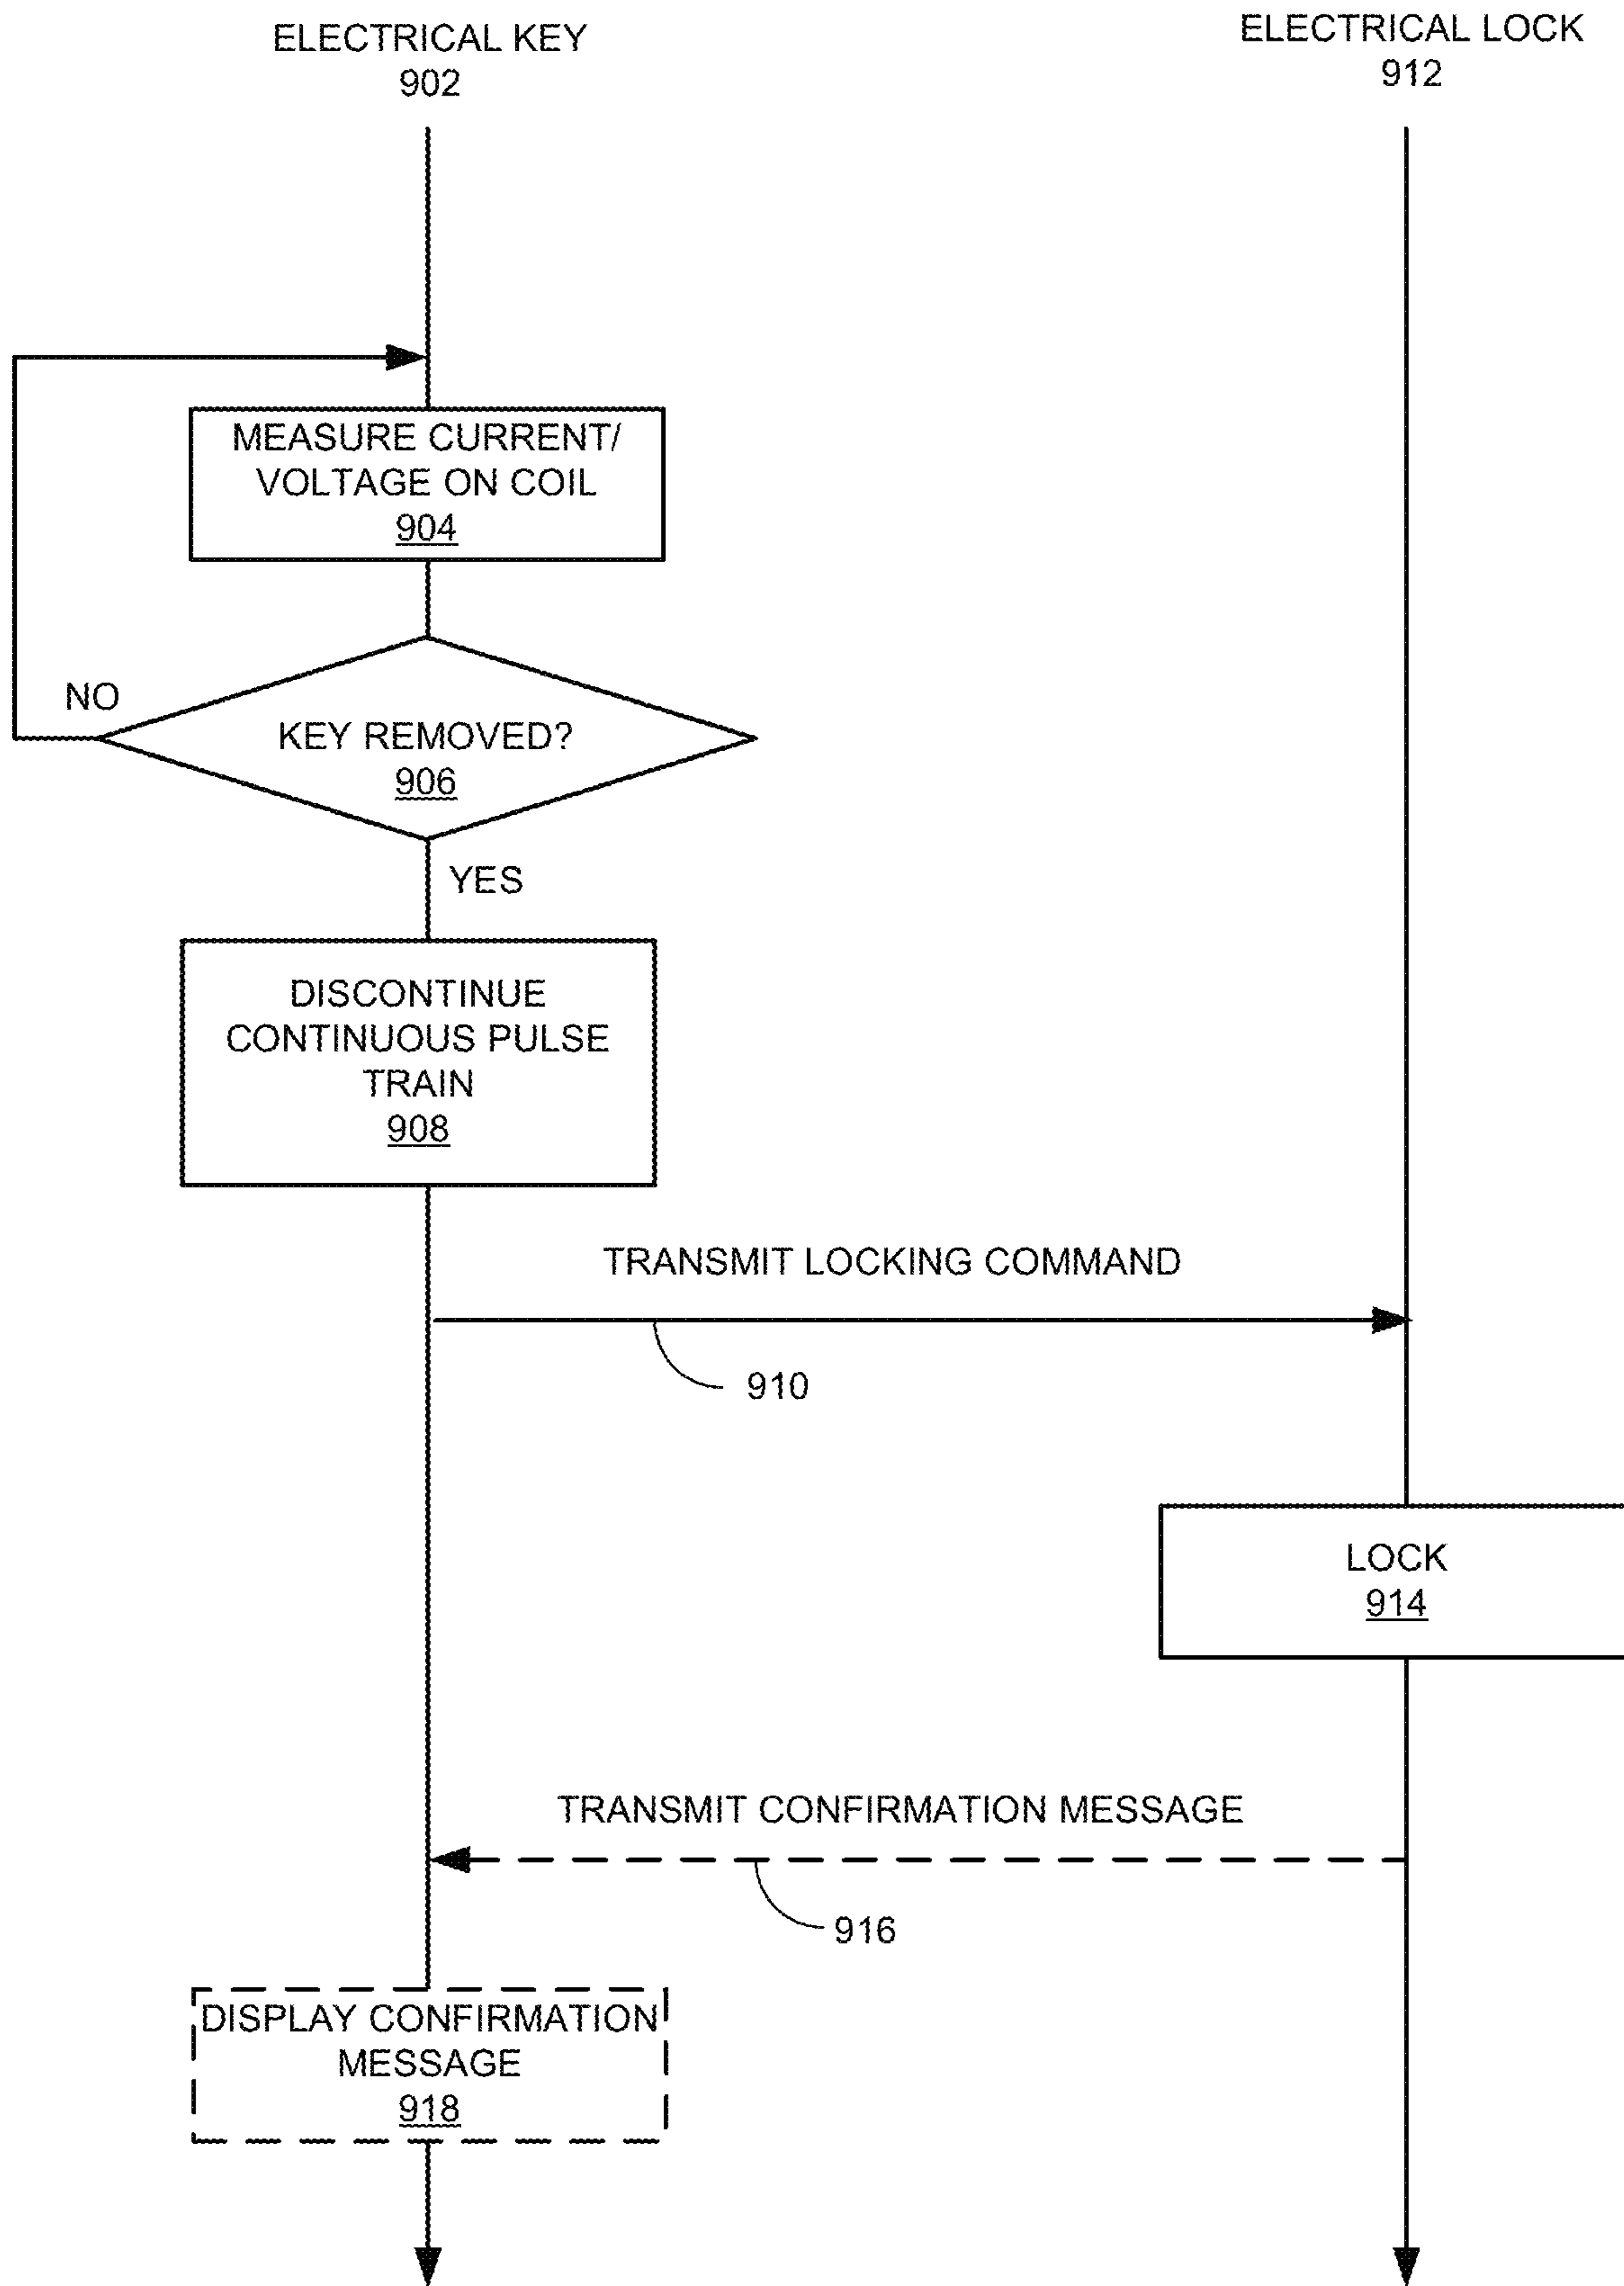 ELECTRICAL KEY
902
ELECTRICAL LOCK
912
MEASURE CURRENT/
VOLTAGE ON COIL
904
NO
KEY REMOVED?
906
YES
DISCONTINUE
CONTINUOUS PULSE
TRAIN
908
TRANSMIT LOCKING COMMAND
910
LOCK
914
TRANSMIT CONFIRMATION MESSAGE
916
DISPLAY CONFIRMATION
MESSAGE
918